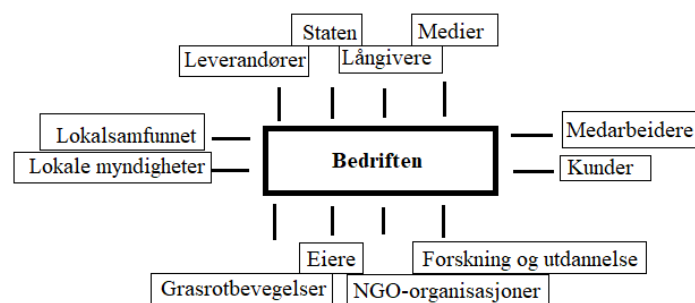 Staten
Medier
Leverandører
Långivere
Lokalsamfunnet
Medarbeidere
Bedriften
Lokale myndigheter
Kunder
Eiere
Forskning og utdannelse
Grasrotbevegelser
NGO-organisasjoner